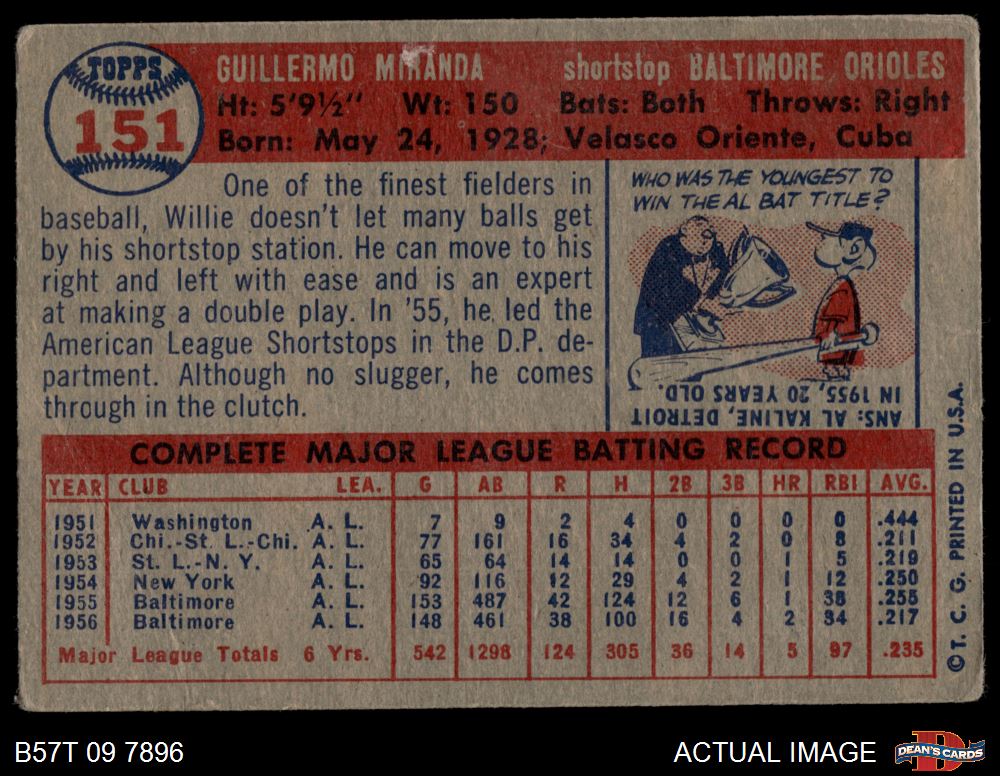 TOPPS
151
GUILLERMO MIRANDA shortstop BALTIMORE ORIOLES
Ht: 5'9½" Wt: 150 Bats: Both Throws: Right
Born: May 24, 1928; Velasco Oriente, Cuba
One of the finest fielders in
baseball, Willie doesn't let many balls get
by his shortstop station. He can move to his
right and left with ease and is an expert
at making a double play. In '55, he led the
American League Shortstops in the D.P. de-
partment. Although no slugger, he comes
through in the clutch.
WHO WAS THE YOUNGEST TO
WIN THE AL BAT TITLE?
ANS: AL KALINE, DETROIT
IN 1955, 20 YEARS OLD.
COMPLETE MAJOR LEAGUE BATTING RECORD
YEAR CLUB LEA. G AB R H 2B 3B HR RBI AVG.
1951 Washington A. L. 7 9 2 4 0 0 0 0 .444
1952 Chi.-St. L.-Chi. A. L. 77 161 16 34 4 2 0 8 .211
1953 St. L.-N. Y. A. L. 65 64 14 14 0 0 1 5 .219
1954 New York A. L. 92 116 12 29 4 2 1 12 .250
1955 Baltimore A. L. 153 487 42 124 12 6 1 38 .255
1956 Baltimore A. L. 148 461 38 100 16 4 2 34 .217
Major League Totals 6 Yrs. 542 1298 124 305 36 14 5 97 .235
© T. C. G. PRINTED IN U.S.A.
B57T 09 7896
ACTUAL IMAGE
DEAN'S CARDS